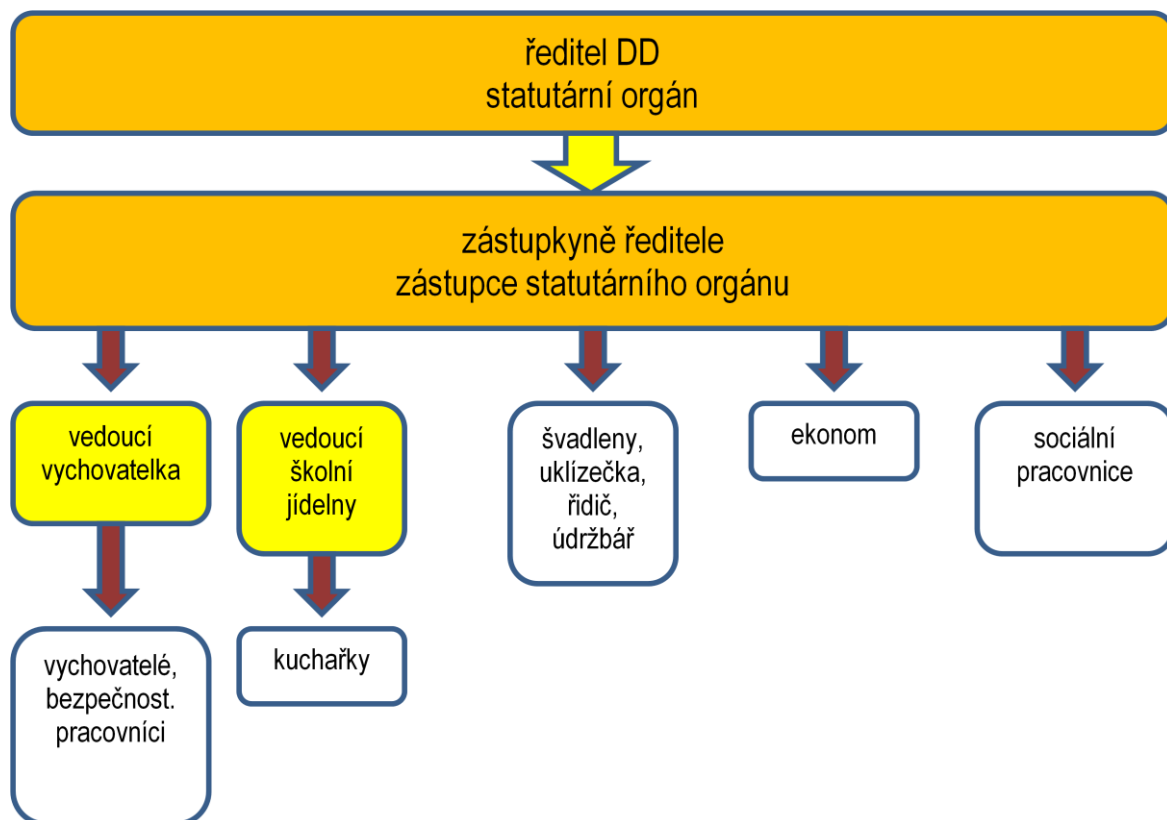 ředitel DD
statutární orgán
zástupkyně ředitele
zástupce statutárního orgánu
vedoucí
vychovatelka
vedoucí
školní
jídelny
švadleny,
uklízečka,
řidič,
údržbář
ekonom
sociální
pracovnice
vychovatelé,
bezpečnost.
pracovníci
kuchařky